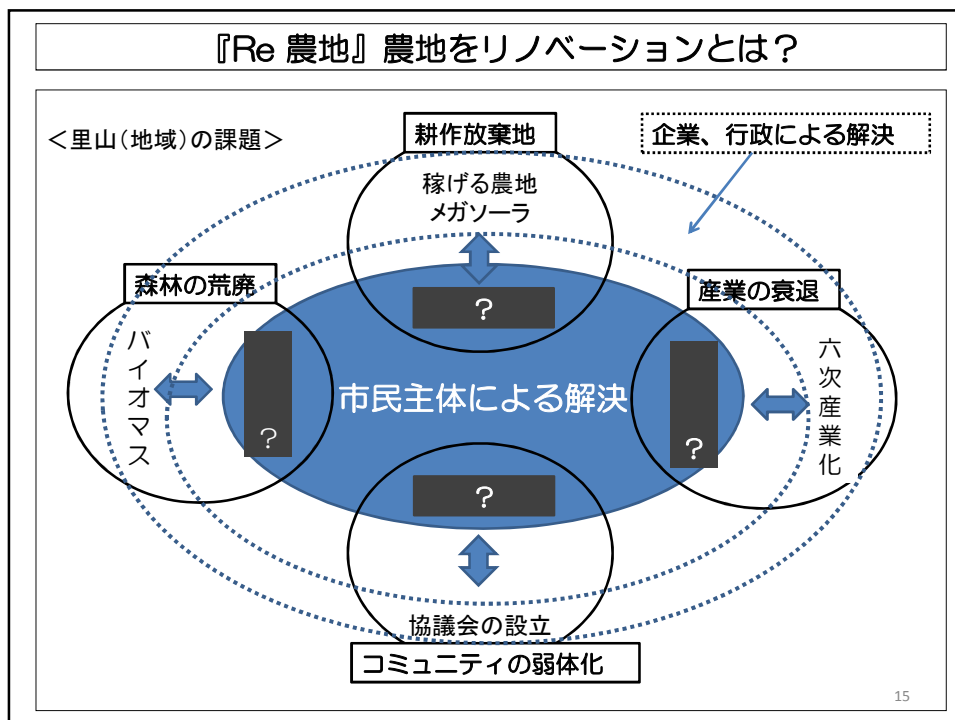 『Re 農地』農地をリノベーションとは？
＜里山（地域）の課題＞
耕作放棄地
企業、行政による解決
稼げる農地
メガソーラ
森林の荒廃
産業の衰退
？
バイオマス
？
市民主体による解決
？
六次産業化
？
協議会の設立
コミュニティの弱体化
15